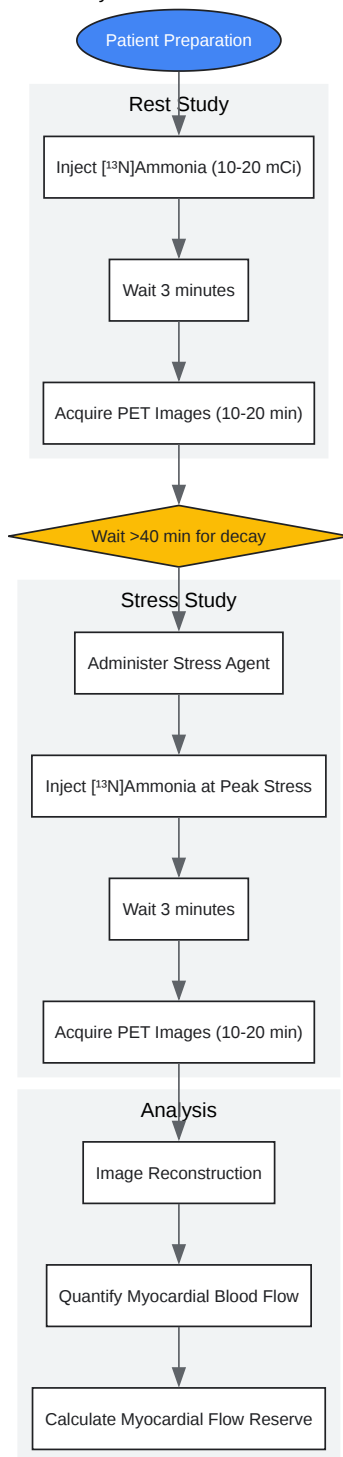 Patient Preparation
Rest Study
Inject [¹³N]Ammonia (10-20 mCi)
Wait 3 minutes
Acquire PET Images (10-20 min)
Wait >40 min for decay
Stress Study
Administer Stress Agent
Inject [¹³N]Ammonia at Peak Stress
Wait 3 minutes
Acquire PET Images (10-20 min)
Analysis
Image Reconstruction
Quantify Myocardial Blood Flow
Calculate Myocardial Flow Reserve